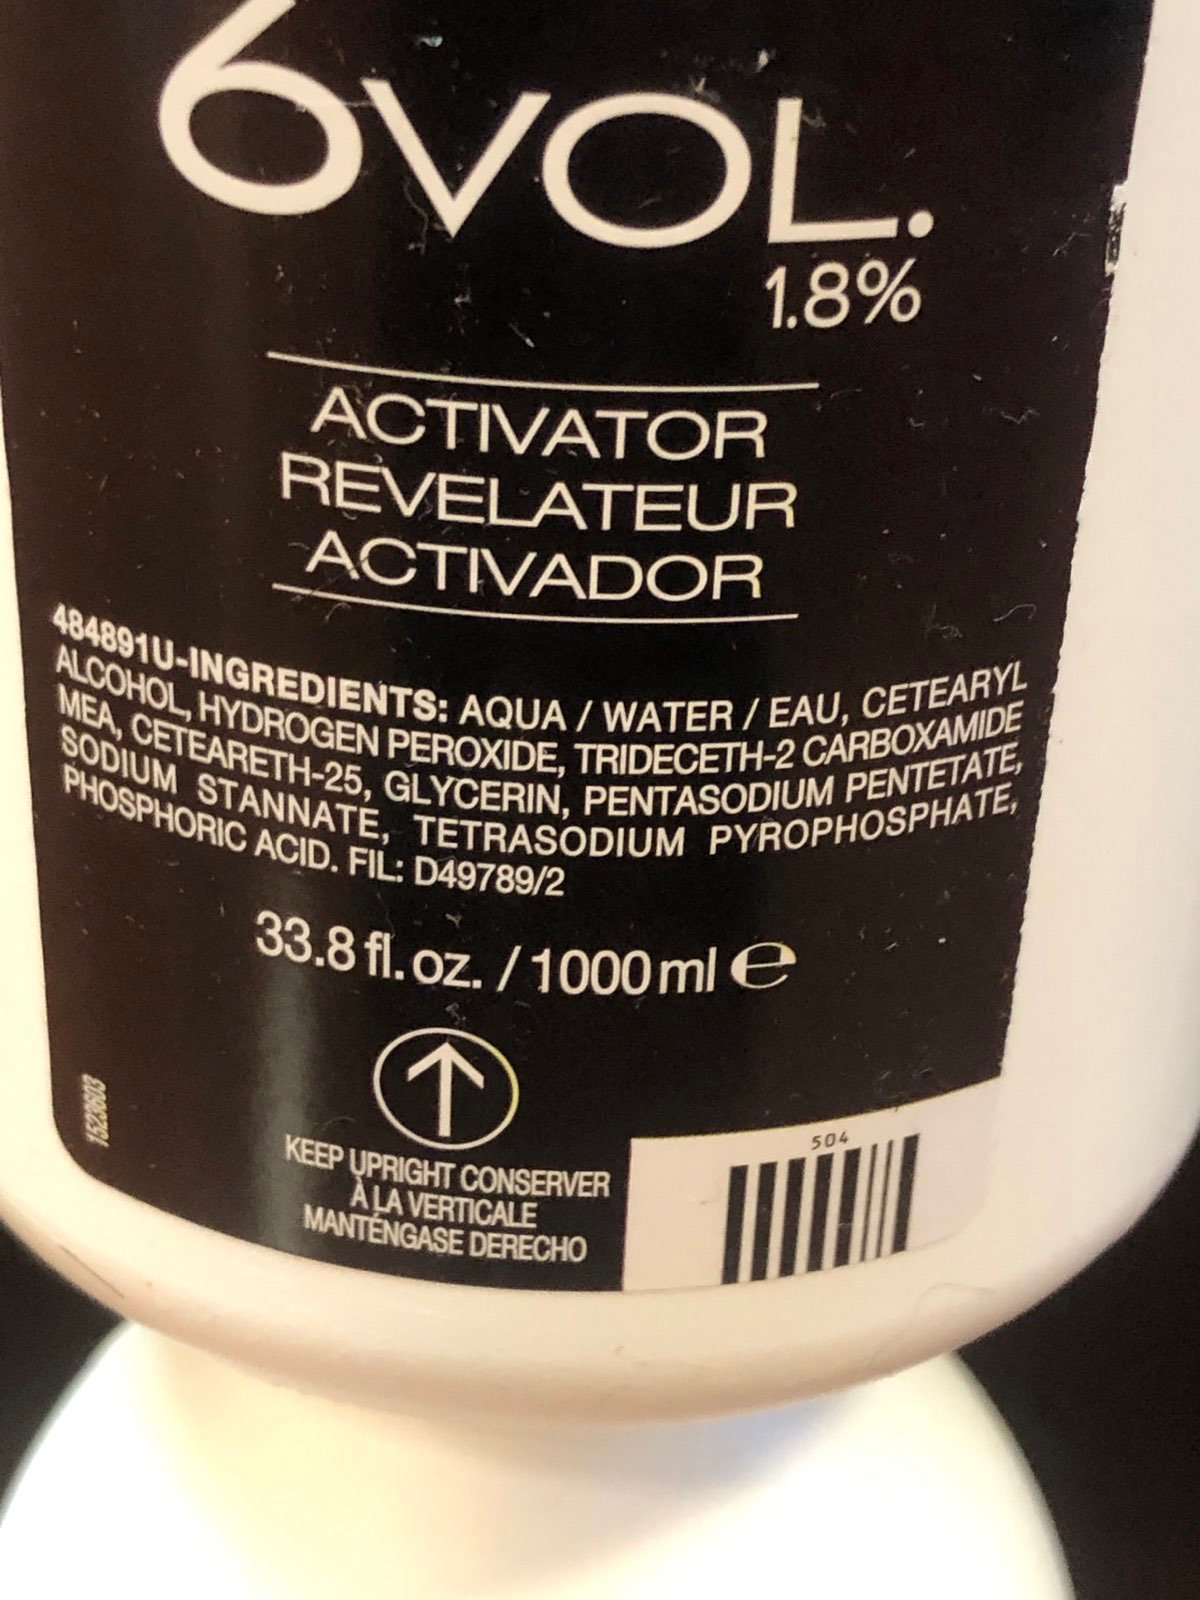 6VOL.
1.8%
ACTIVATOR
REVELATEUR
ACTIVADOR
484891U-INGREDIENTS: AQUA / WATER / EAU, CETEARYL
ALCOHOL, HYDROGEN PEROXIDE, TRIDECETH-2 CARBOXAMIDE
MEA, CETEARETH-25, GLYCERIN, PENTASODIUM PENTETATE,
SODIUM STANNATE, TETRASODIUM PYROPHOSPHATE,
PHOSPHORIC ACID. FIL: D49789/2
33.8 fl. oz. / 1000 ml ℮
1523603
KEEP UPRIGHT CONSERVER
À LA VERTICALE
MANTÉNGASE DERECHO
504